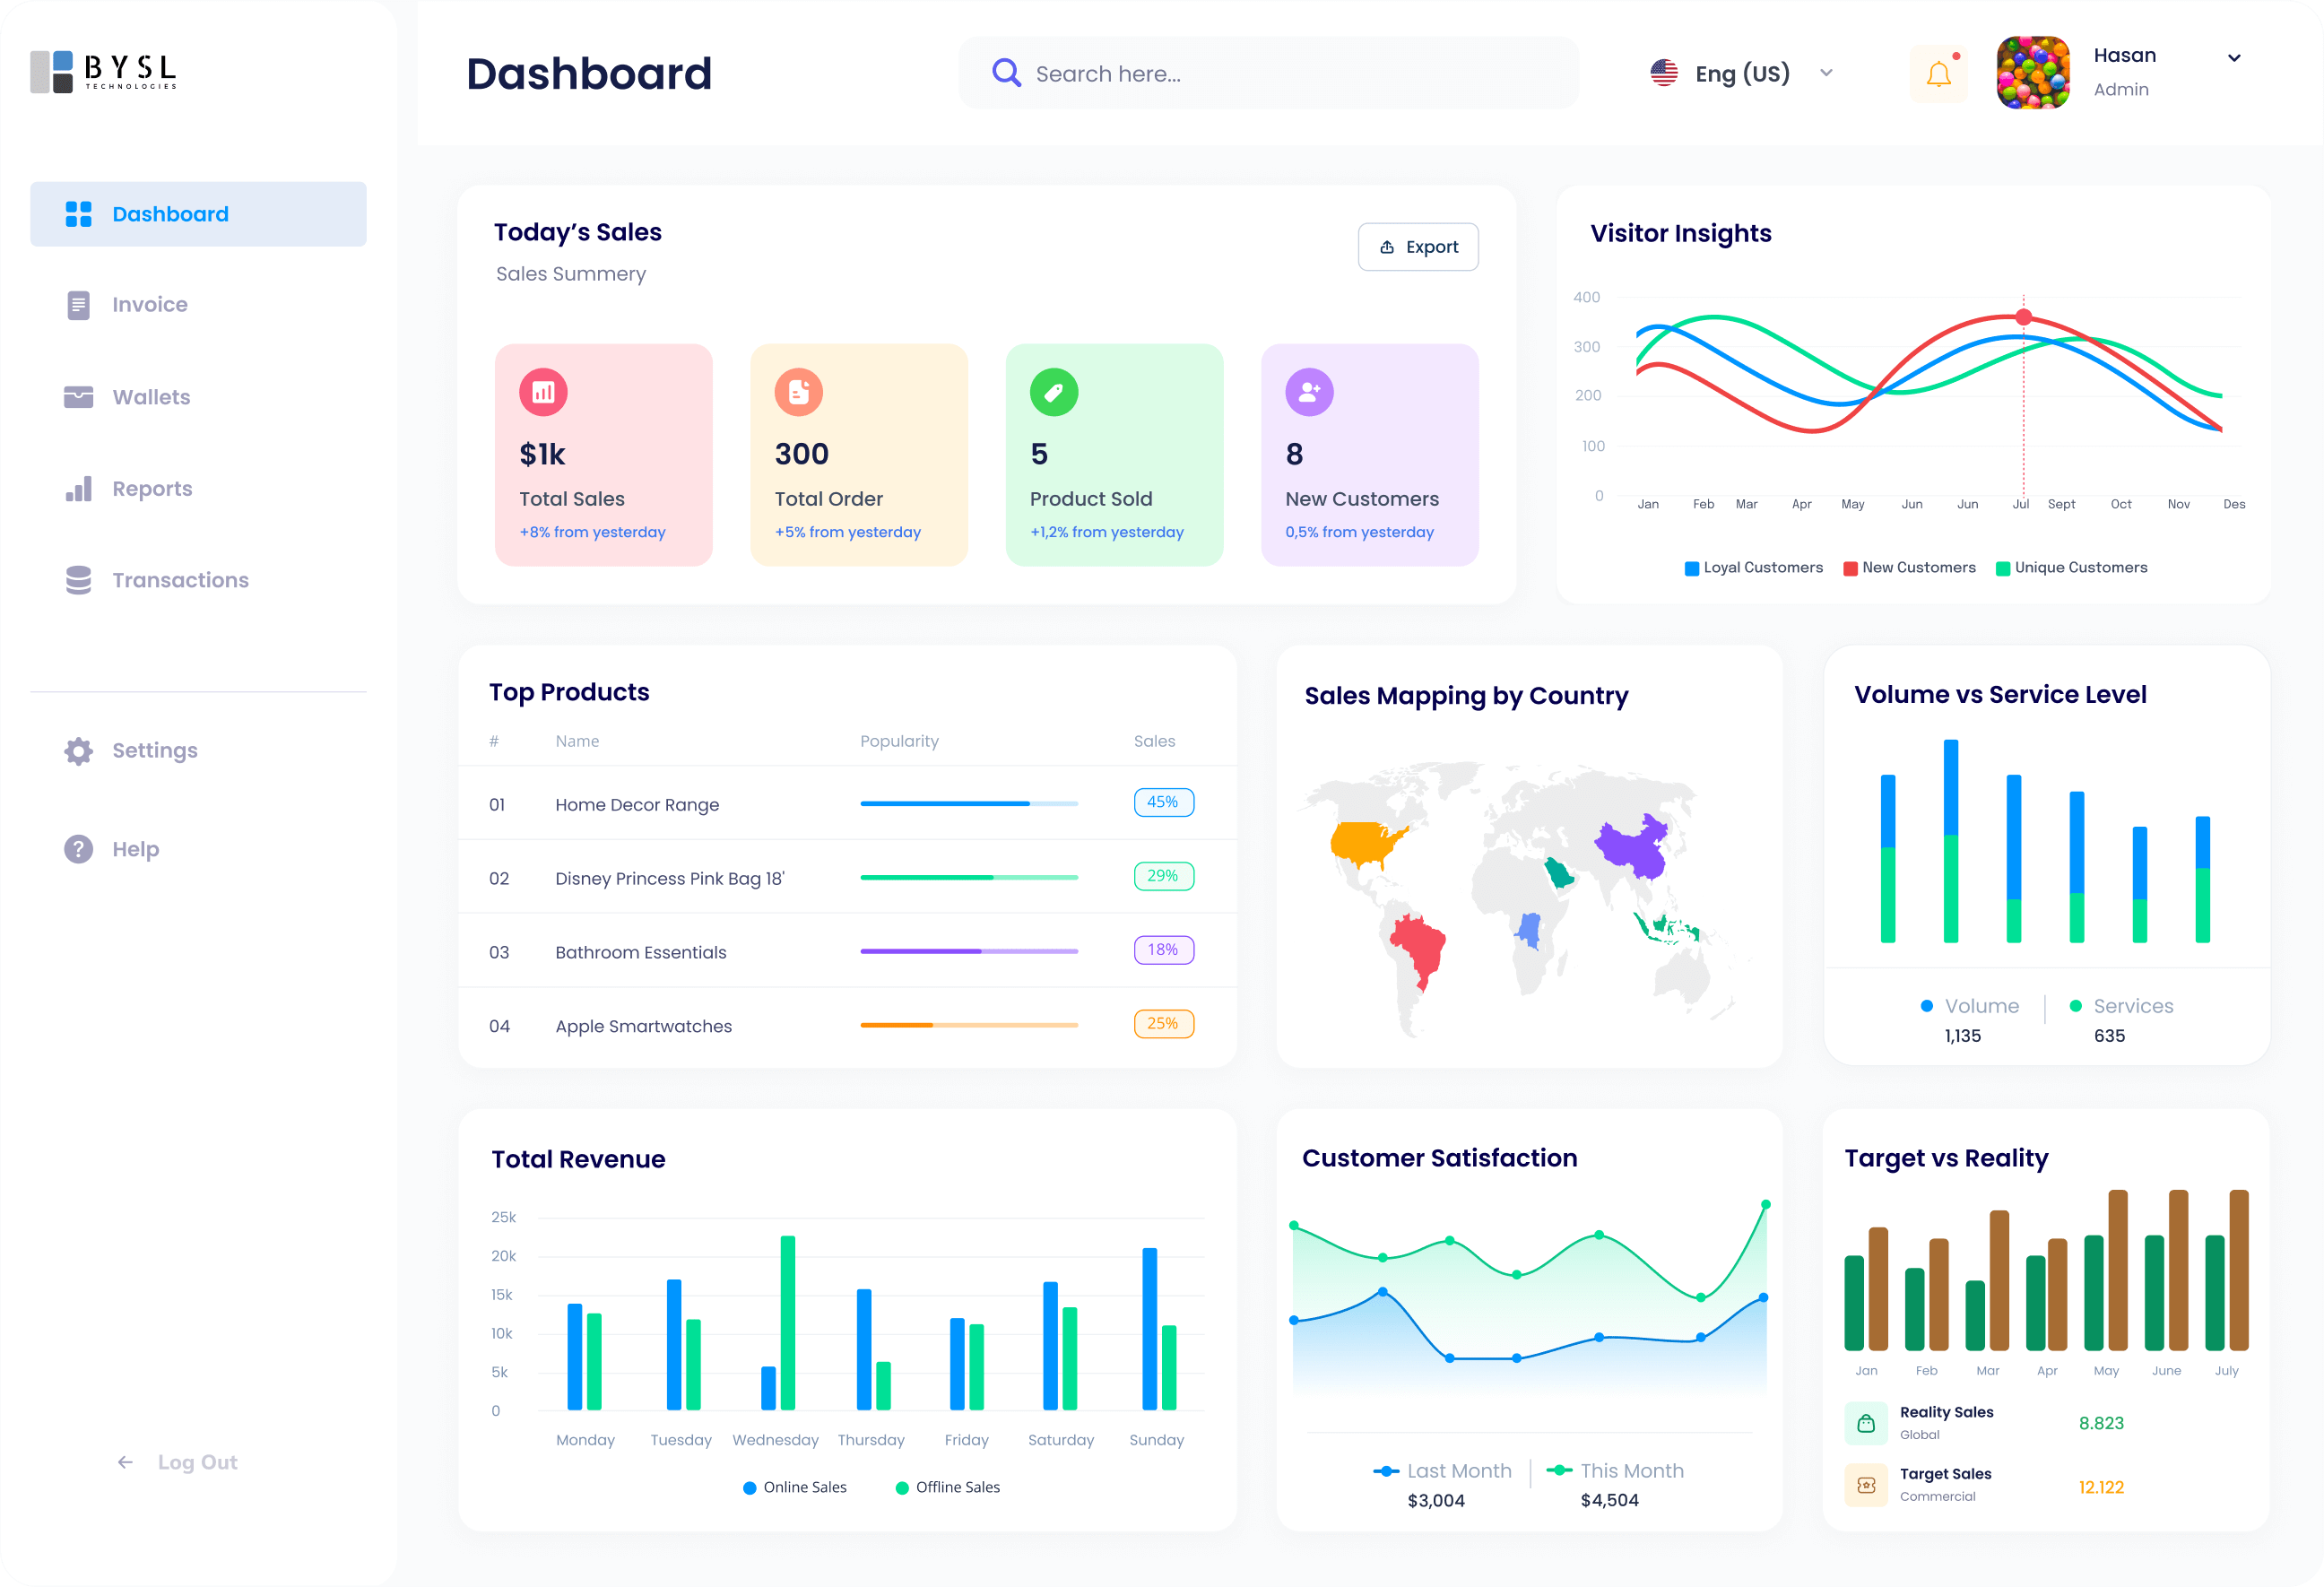 BYSL
TECHNOLOGIES
Dashboard
Invoice
Wallets
Reports
Transactions
Settings
Help
Log Out
Dashboard
Search here...
Eng (US)
Hasan
Admin
Today's Sales
Sales Summery
Export
$1k
Total Sales
+8% from yesterday
300
Total Order
+5% from yesterday
5
Product Sold
+1,2% from yesterday
8
New Customers
0,5% from yesterday
Visitor Insights
400
300
200
100
0
Jan Feb Mar Apr May Jun Jun Jul Sept Oct Nov Des
Loyal Customers New Customers Unique Customers
Top Products
# Name Popularity Sales
01 Home Decor Range 45%
02 Disney Princess Pink Bag 18' 29%
03 Bathroom Essentials 18%
04 Apple Smartwatches 25%
Sales Mapping by Country
Volume vs Service Level
Volume Services
1,135 635
Total Revenue
25k
20k
15k
10k
5k
0
Monday Tuesday Wednesday Thursday Friday Saturday Sunday
Online Sales Offline Sales
Customer Satisfaction
Last Month This Month
$3,004 $4,504
Target vs Reality
Jan Feb Mar Apr May June July
Reality Sales
Global
8.823
Target Sales
Commercial
12.122